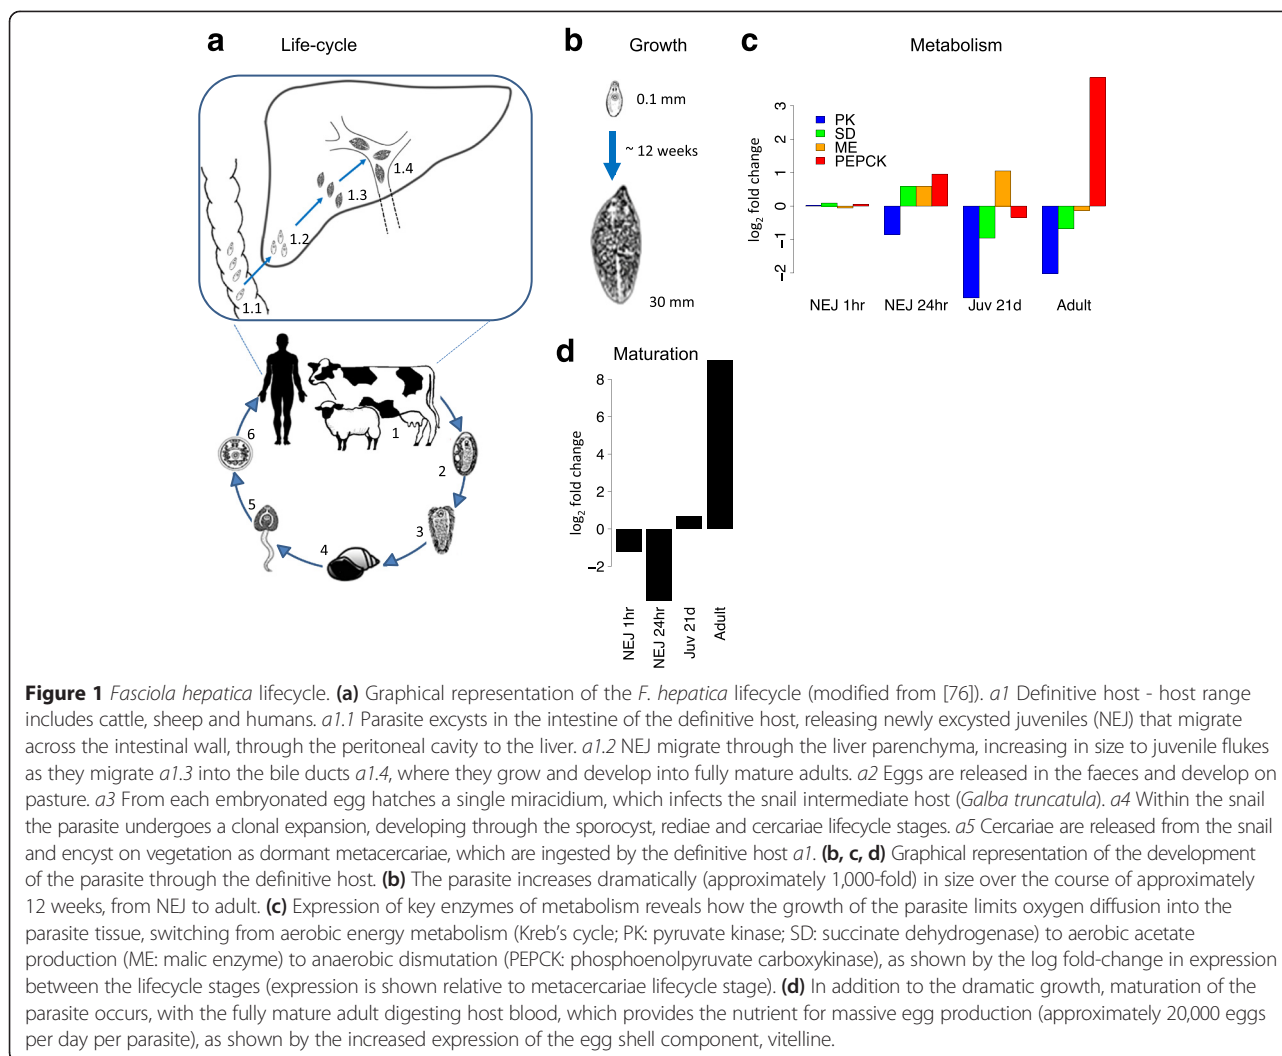 a Life-cycle
1.1
1.2
1.3
1.4
1
2
3
4
5
6
b Growth
0.1 mm
~ 12 weeks
30 mm
c Metabolism
log2 fold change
3
2
1
0
−1
−2
PK
SD
ME
PEPCK
NEJ 1hr NEJ 24hr Juv 21d Adult
d Maturation
log2 fold change
8
6
4
2
0
−2
NEJ 1hr
NEJ 24hr
Juv 21d
Adult
Figure 1 Fasciola hepatica lifecycle. (a) Graphical representation of the F. hepatica lifecycle (modified from [76]). a1 Definitive host - host range
includes cattle, sheep and humans. a1.1 Parasite excysts in the intestine of the definitive host, releasing newly excysted juveniles (NEJ) that migrate
across the intestinal wall, through the peritoneal cavity to the liver. a1.2 NEJ migrate through the liver parenchyma, increasing in size to juvenile flukes
as they migrate a1.3 into the bile ducts a1.4, where they grow and develop into fully mature adults. a2 Eggs are released in the faeces and develop on
pasture. a3 From each embryonated egg hatches a single miracidium, which infects the snail intermediate host (Galba truncatula). a4 Within the snail
the parasite undergoes a clonal expansion, developing through the sporocyst, rediae and cercariae lifecycle stages. a5 Cercariae are released from the snail
and encyst on vegetation as dormant metacercariae, which are ingested by the definitive host a1. (b, c, d) Graphical representation of the development
of the parasite through the definitive host. (b) The parasite increases dramatically (approximately 1,000-fold) in size over the course of approximately
12 weeks, from NEJ to adult. (c) Expression of key enzymes of metabolism reveals how the growth of the parasite limits oxygen diffusion into the
parasite tissue, switching from aerobic energy metabolism (Kreb's cycle; PK: pyruvate kinase; SD: succinate dehydrogenase) to aerobic acetate
production (ME: malic enzyme) to anaerobic dismutation (PEPCK: phosphoenolpyruvate carboxykinase), as shown by the log fold-change in expression
between the lifecycle stages (expression is shown relative to metacercariae lifecycle stage). (d) In addition to the dramatic growth, maturation of the
parasite occurs, with the fully mature adult digesting host blood, which provides the nutrient for massive egg production (approximately 20,000 eggs
per day per parasite), as shown by the increased expression of the egg shell component, vitelline.